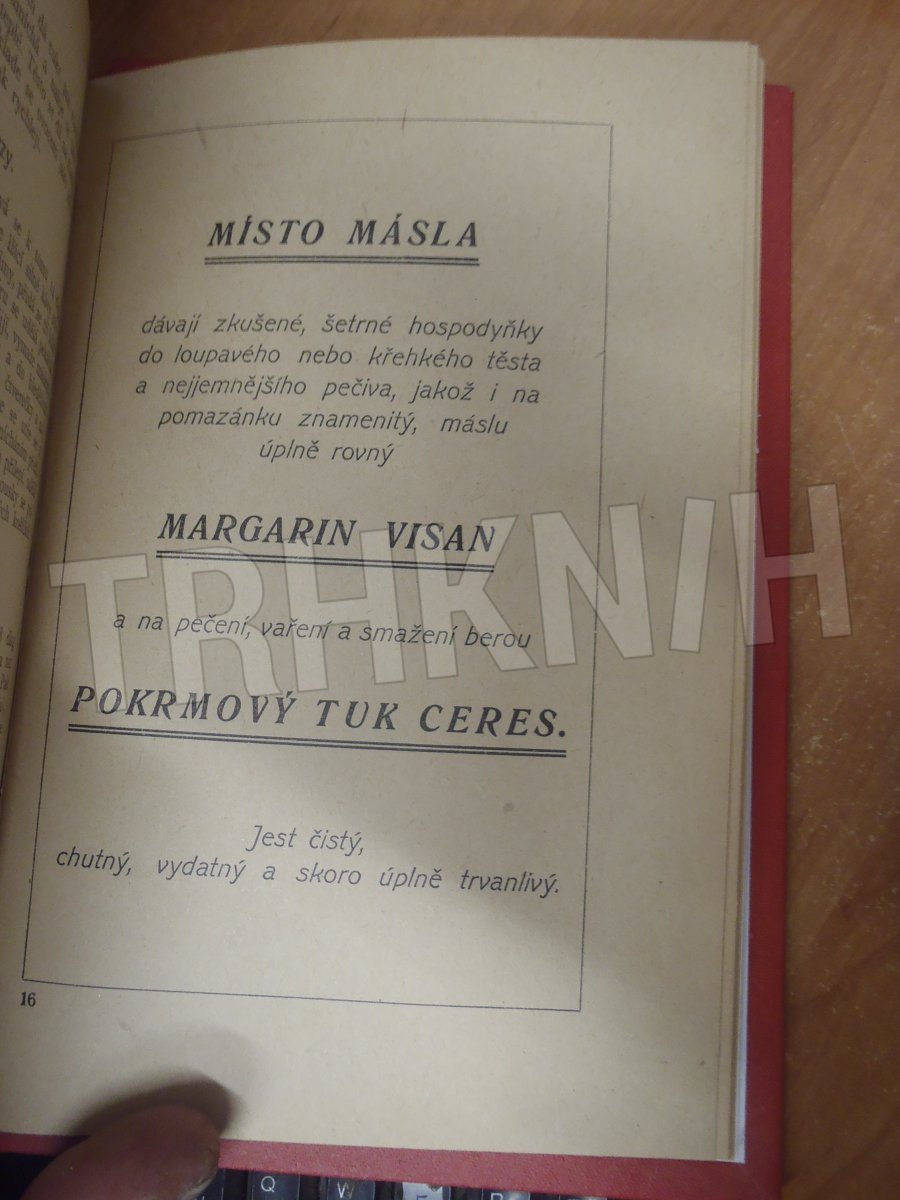 MÍSTO MÁSLA
dávají zkušené, šetrné hospodyňky
do loupavého nebo křehkého těsta
a nejjemnějšího pečiva, jakož i na
pomazánku znamenitý, máslu
úplně rovný
MARGARIN VISAN
a na pečení, vaření a smažení berou
POKRMOVÝ TUK CERES.
Jest čistý,
chutný, vydatný a skoro úplně trvanlivý.
16
TRHKNIH
Q W